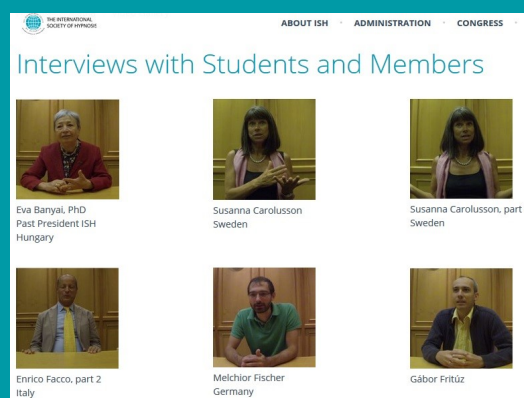 THE INTERNATIONAL
SOCIETY OF HYPNOSIS
ABOUT ISH
ADMINISTRATION
CONGRESS
Interviews with Students and Members
Eva Banyai, PhD
Past President ISH
Hungary
Susanna Carolusson
Sweden
Susanna Carolusson, part
Sweden
Enrico Facco, part 2
Italy
Melchior Fischer
Germany
Gábor Fritúz